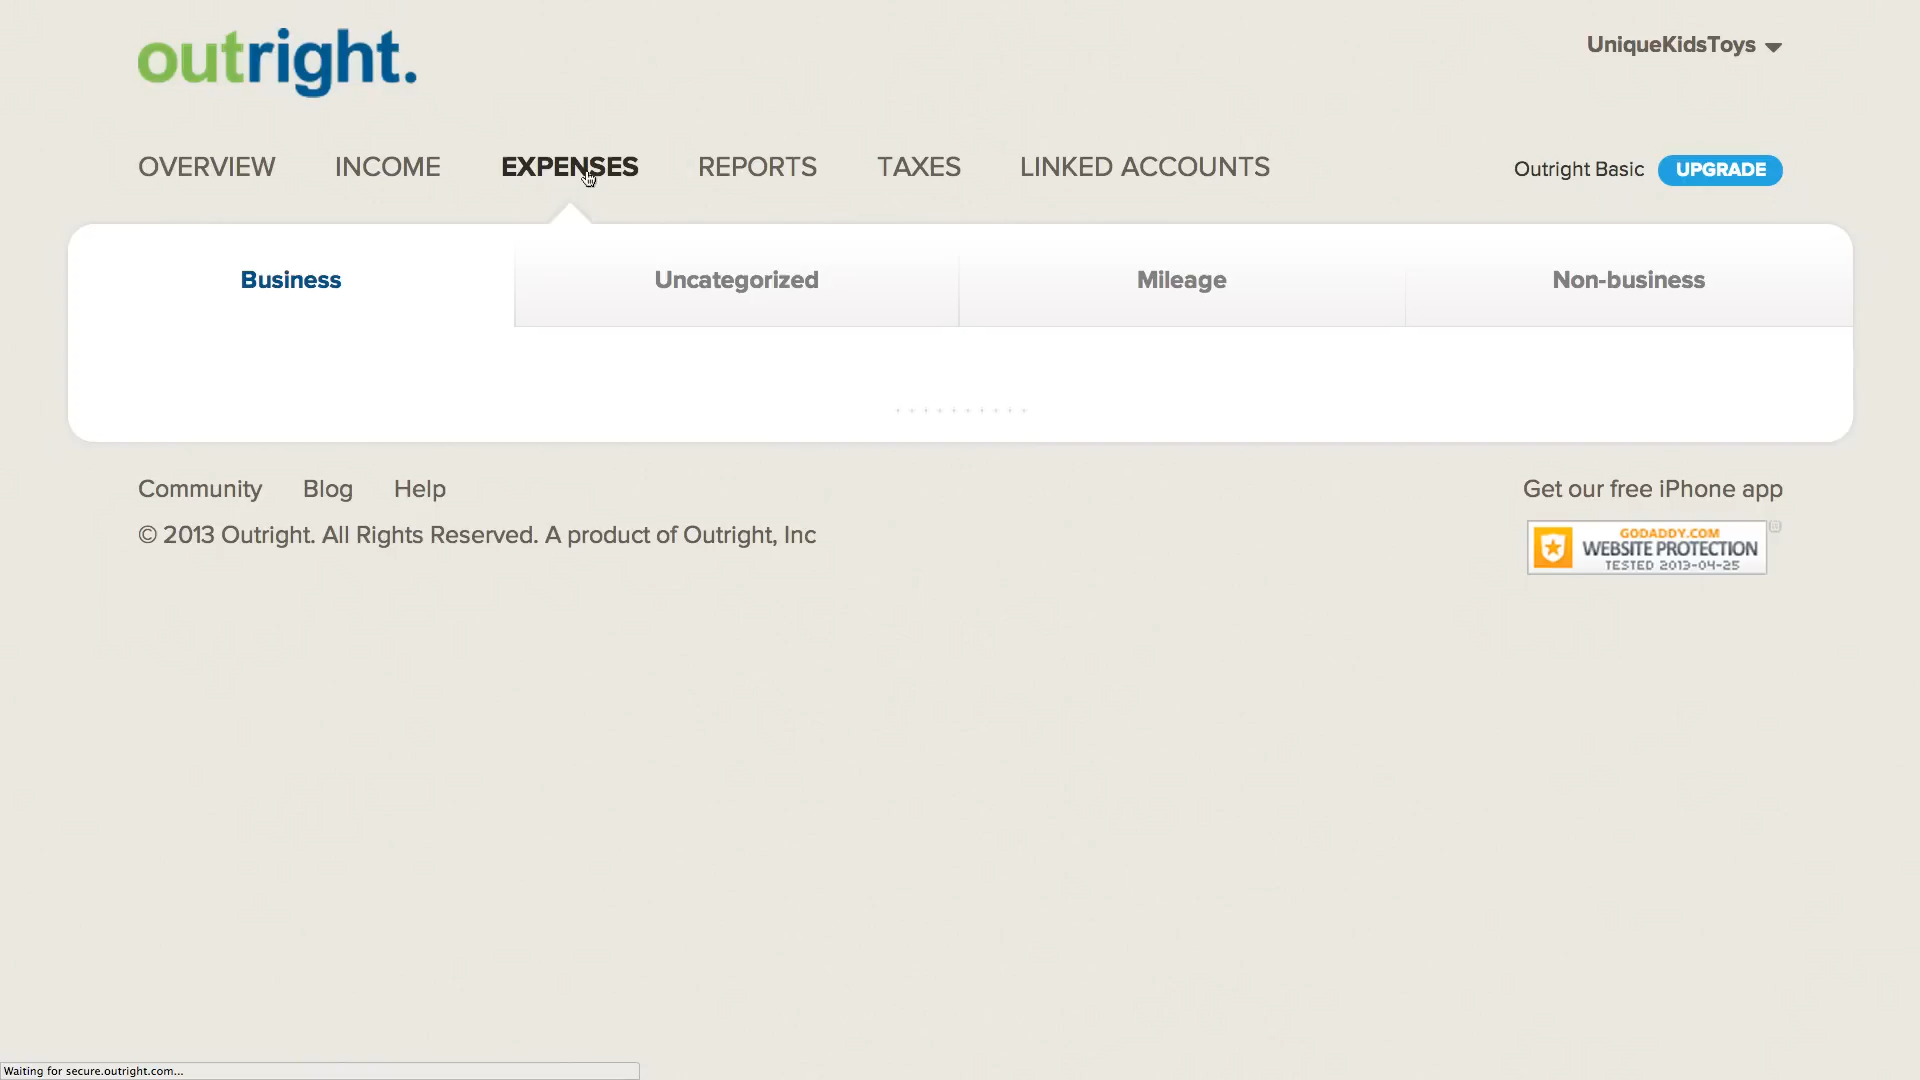 outright.
UniqueKidsToys
OVERVIEW INCOME EXPENSES REPORTS TAXES LINKED ACCOUNTS
Outright Basic UPGRADE
Business Uncategorized Mileage Non-business
Community Blog Help
Get our free iPhone app
© 2013 Outright. All Rights Reserved. A product of Outright, Inc
GODADDY.COM
WEBSITE PROTECTION
TESTED 2013-04-25
Waiting for secure.outright.com...